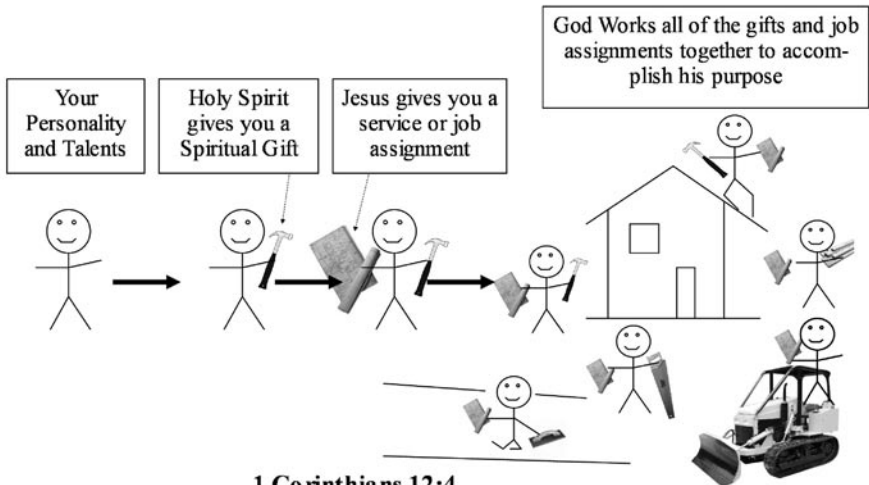 Your
Personality
and Talents
Holy Spirit
gives you a
Spiritual Gift
Jesus gives you a
service or job
assignment
God Works all of the gifts and job
assignments together to accom-
plish his purpose
1 Corinthians 12:4